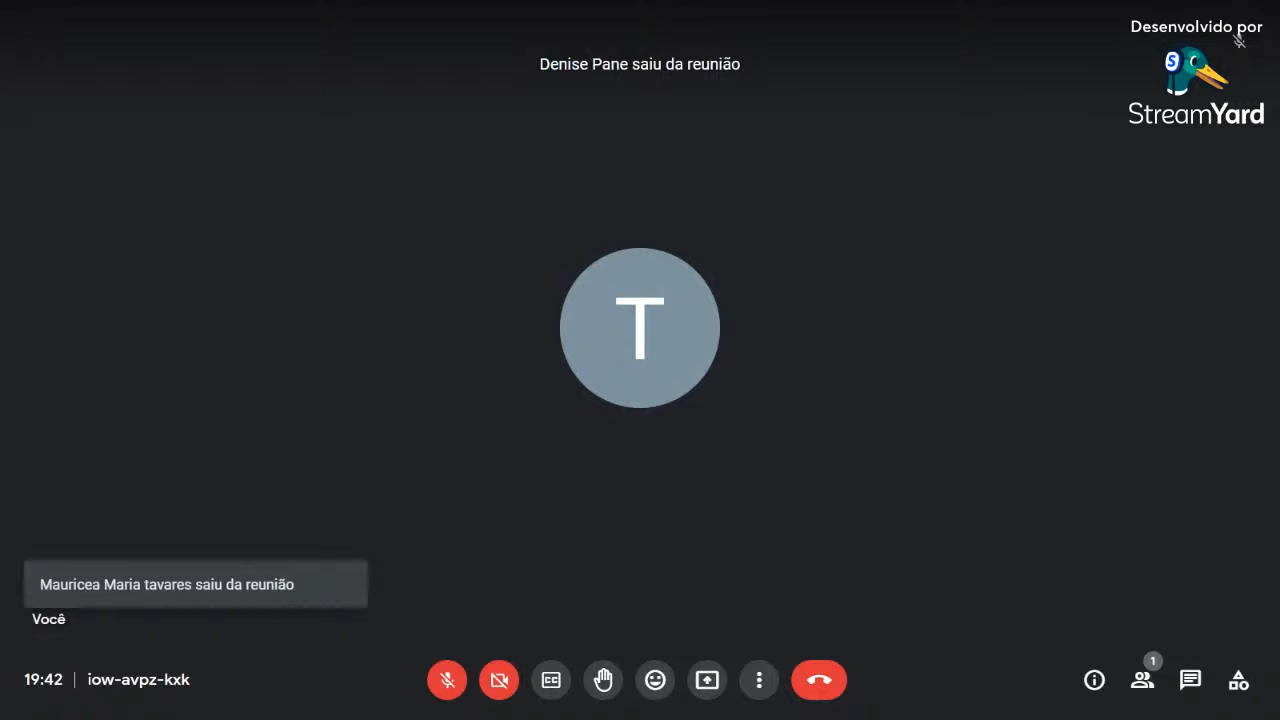 Desenvolvido por
S
StreamYard
Denise Pane saiu da reunião
T
Mauricea Maria tavares saiu da reunião
Você
19:42 | iow-avpz-kxk
CC
1